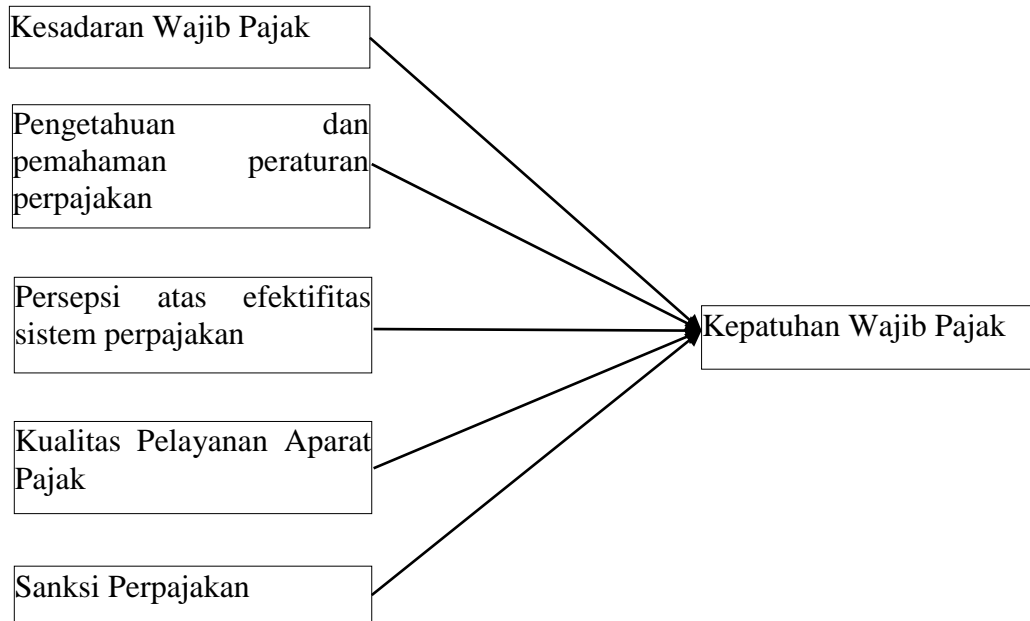 Kesadaran Wajib Pajak
Pengetahuan dan
pemahaman peraturan
perpajakan
Persepsi atas efektifitas
sistem perpajakan
Kepatuhan Wajib Pajak
Kualitas Pelayanan Aparat
Pajak
Sanksi Perpajakan